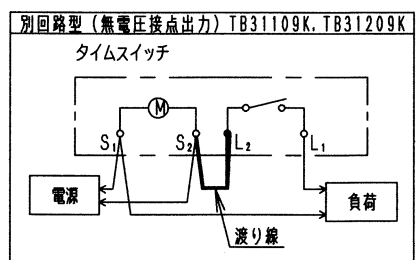 別回路型（無電圧接点出力）TB31109K，TB31209K
タイムスイッチ
M
S1 S2 L2 L1
電源
負荷
渡り線